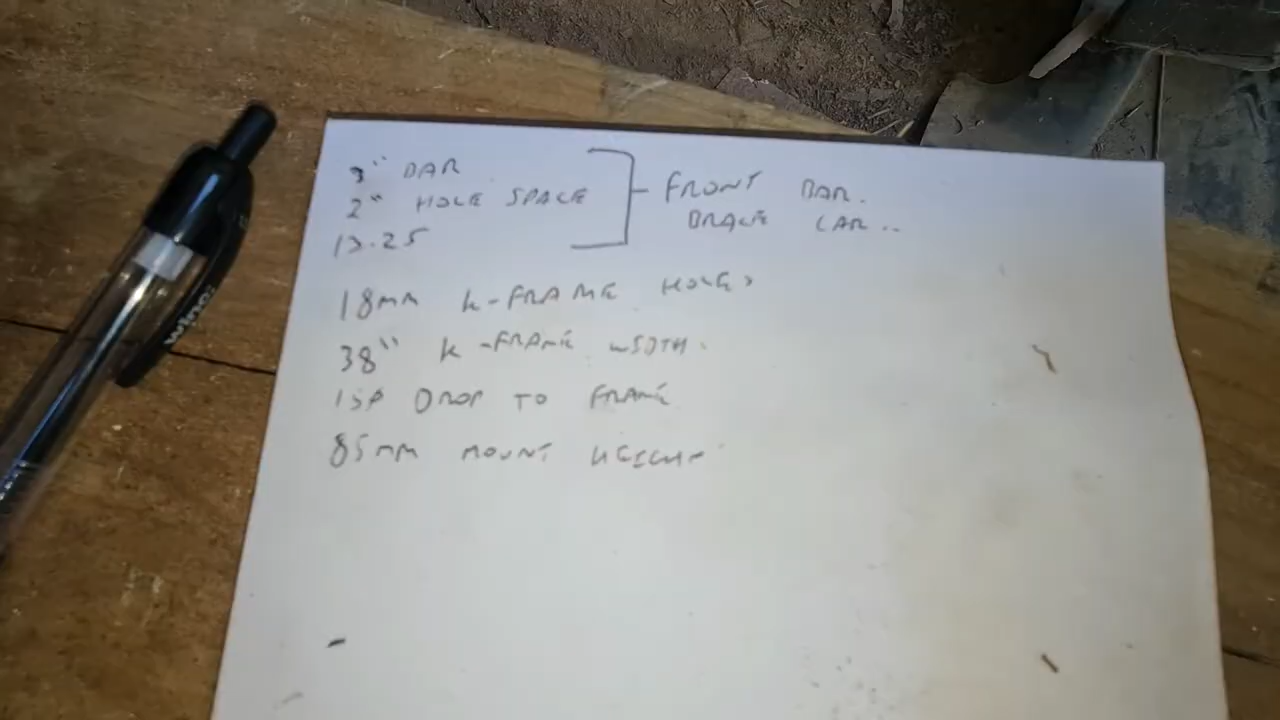 3" BAR
2" HOLE SPACE
13.25
FRONT BAR.
BRACE CAR..
18MM K-FRAME HOLES
38" K-FRAME WIDTH.
DROP TO FRAME
85MM MOUNT HEIGHT
wing